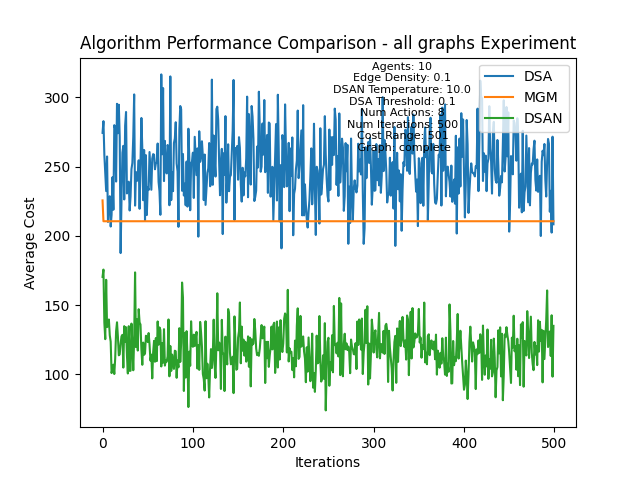 Algorithm Performance Comparison - all graphs Experiment
Agents: 10
Edge Density: 0.1
DSAN Temperature: 10.0
DSA Threshold: 0.1
Num Actions: 8
Num Iterations: 500
Cost Range: 501
Graph: complete
DSA
MGM
DSAN
Average Cost
300
250
200
150
100
0
100
200
300
400
500
Iterations